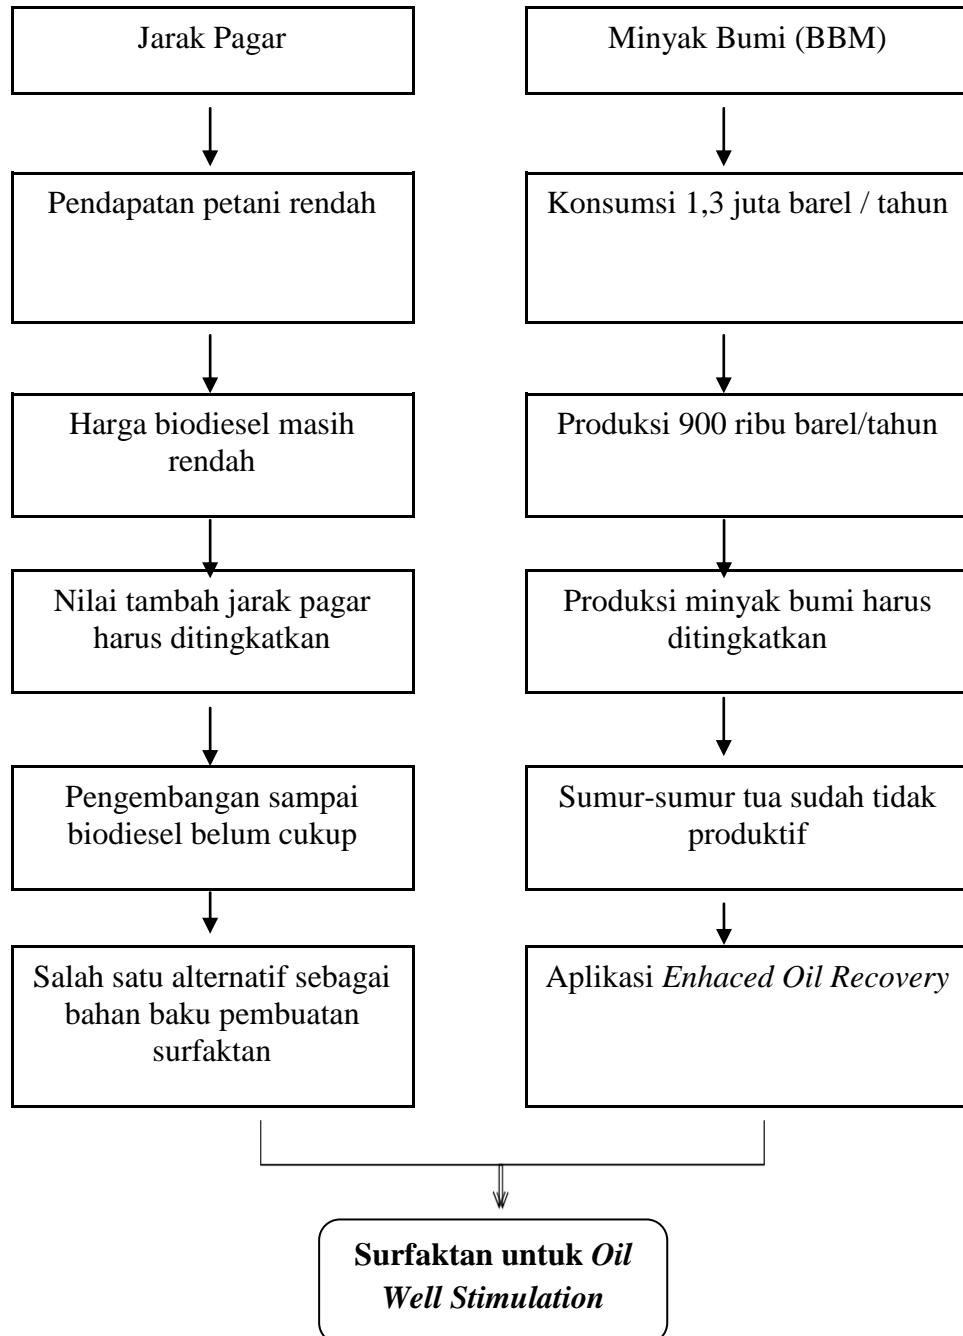 Jarak Pagar
Pendapatan petani rendah
Harga biodiesel masih
rendah
Nilai tambah jarak pagar
harus ditingkatkan
Pengembangan sampai
biodiesel belum cukup
Salah satu alternatif sebagai
bahan baku pembuatan
surfaktan
Minyak Bumi (BBM)
Konsumsi 1,3 juta barel / tahun
Produksi 900 ribu barel/tahun
Produksi minyak bumi harus
ditingkatkan
Sumur-sumur tua sudah tidak
produktif
Aplikasi Enhaced Oil Recovery
Surfaktan untuk Oil
Well Stimulation